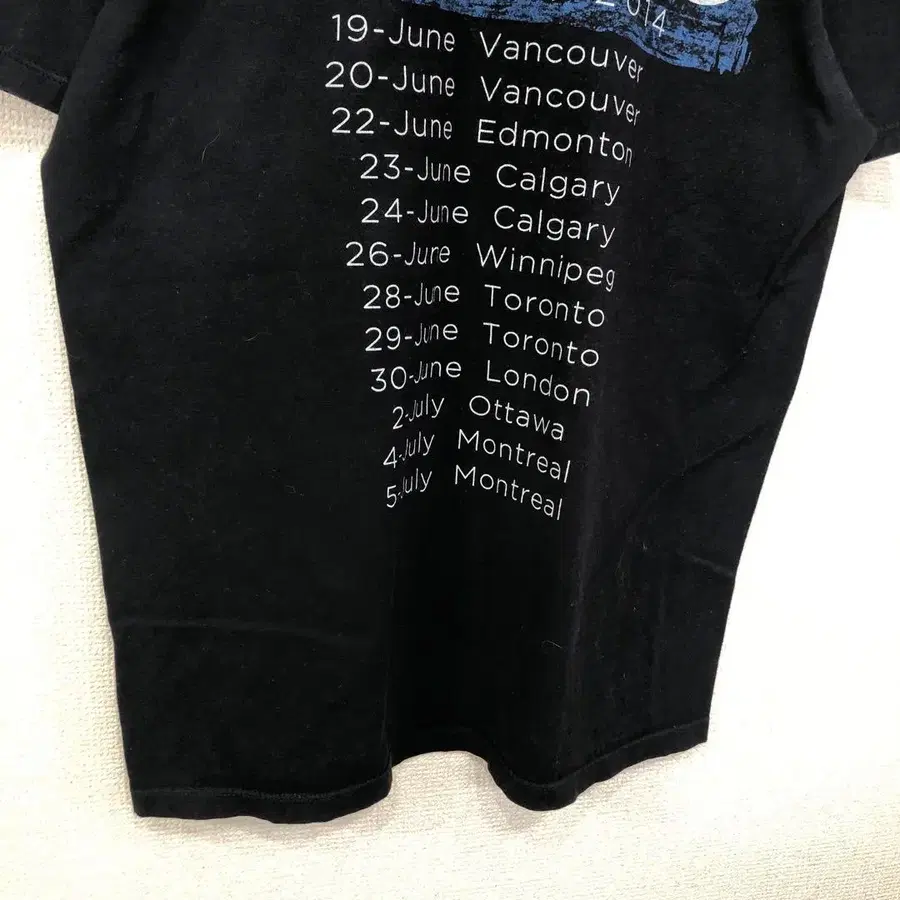 2014
19-June Vancouver
20-June Vancouver
22-June Edmonton
23-June Calgary
24-June Calgary
26-June Winnipeg
28-June Toronto
29-June Toronto
30-June London
2-July Ottawa
4-July Montreal
5-July Montreal